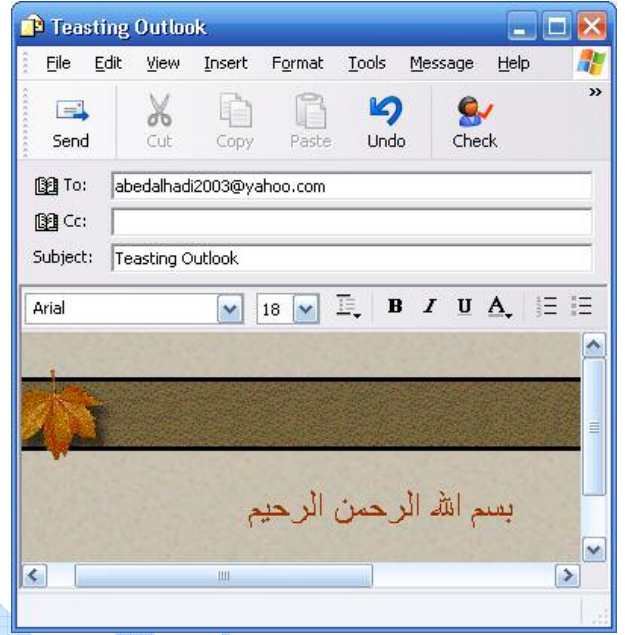 Teasting Outlook
File Edit View Insert Format Tools Message Help
Send Cut Copy Paste Undo Check
To: abedalhadi2003@yahoo.com
Cc:
Subject: Teasting Outlook
Arial 18 B I U A
بسم الله الرحمن الرحيم